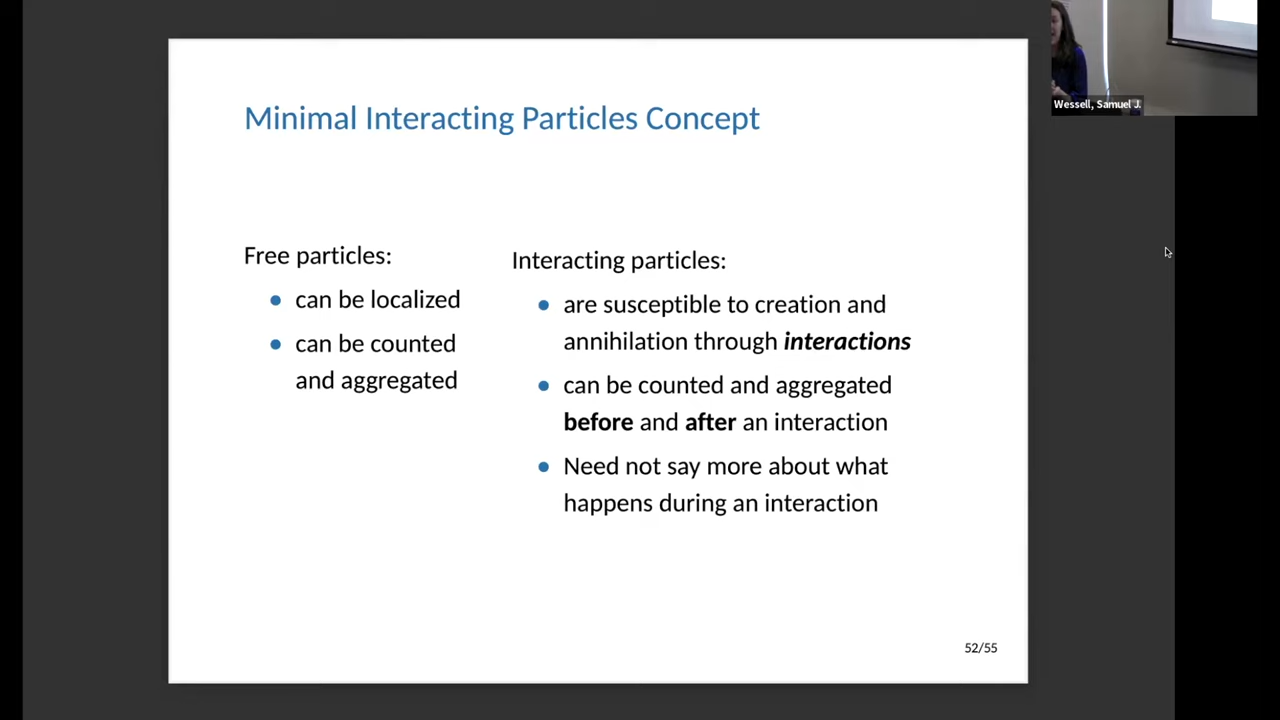 Minimal Interacting Particles Concept
Free particles:
can be localized
can be counted
and aggregated
Interacting particles:
are susceptible to creation and
annihilation through interactions
can be counted and aggregated
before and after an interaction
Need not say more about what
happens during an interaction
52/55
Wessell, Samuel J.